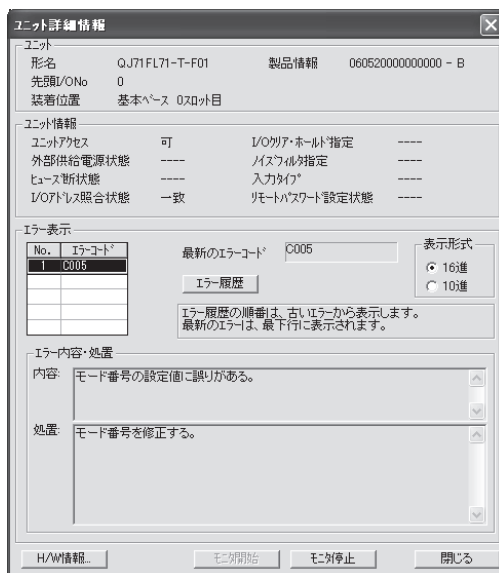 ユニット詳細情報
ユニット
形名 QJ71FL71-T-F01 製品情報 060520000000000 - B
先頭I/ONo 0
装着位置 基本ベース 0スロット目
ユニット情報
ユニットアクセス 可 I/Oクリア・ホールド指定 ----
外部供給電源状態 ---- ノイズフィルタ指定 ----
ヒューズ断状態 ---- 入力タイプ ----
I/Oアドレス照合状態 一致 リモートパスワード設定状態 ----
エラー表示
No. エラーコード 最新のエラーコード C005 表示形式
1 C005 16進
エラー履歴 10進
エラー履歴の順番は、古いエラーから表示します。
最新のエラーは、最下行に表示されます。
エラー内容・処置
内容: モード番号の設定値に誤りがある。
処置: モード番号を修正する。
H/W情報... モニタ開始 モニタ停止 閉じる